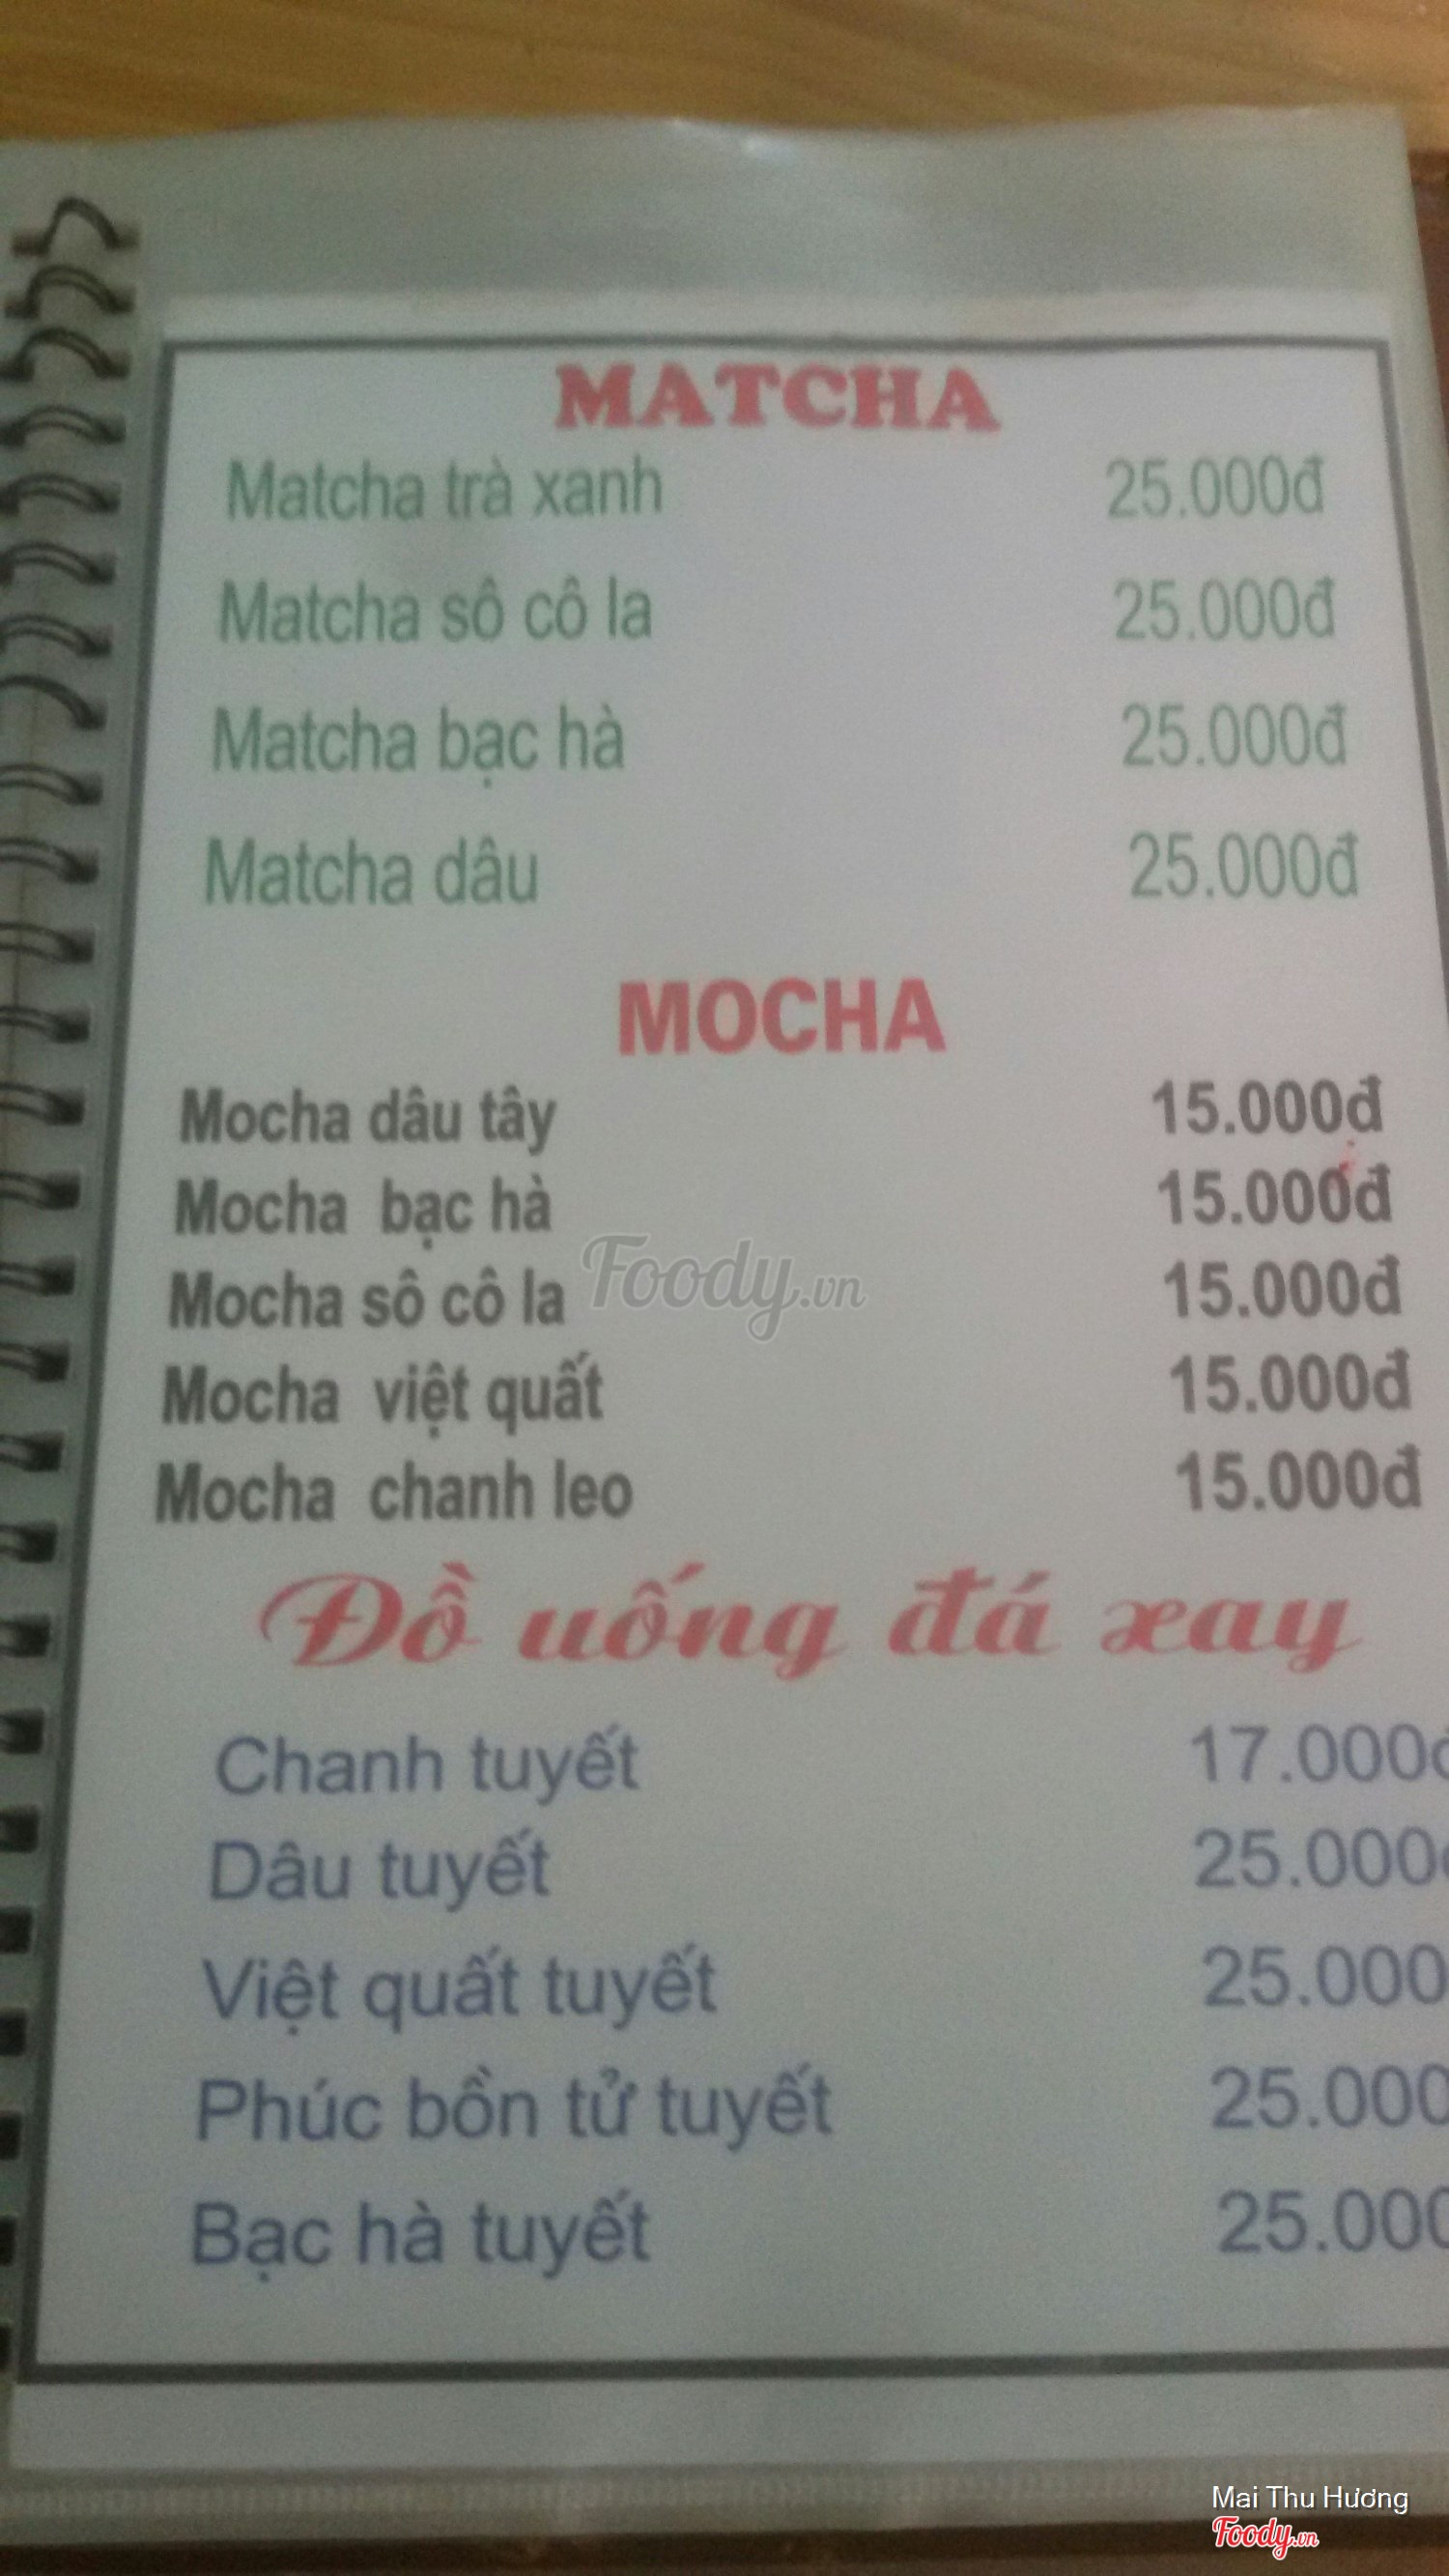 MATCHA
Matcha trà xanh 25.000đ
Matcha sô cô la 25.000đ
Matcha bạc hà 25.000đ
Matcha dâu 25.000đ
MOCHA
Mocha dâu tây 15.000đ
Mocha bạc hà 15.000đ
Mocha sô cô la 15.000đ
Foody.vn
Mocha việt quất 15.000đ
Mocha chanh leo 15.000đ
Đồ uống đá xay
Chanh tuyết 17.000đ
Dâu tuyết 25.000
Việt quất tuyết 25.000
Phúc bồn tử tuyết 25.000
Bạc hà tuyết 25.000
Mai Thu Hương
Foody.vn